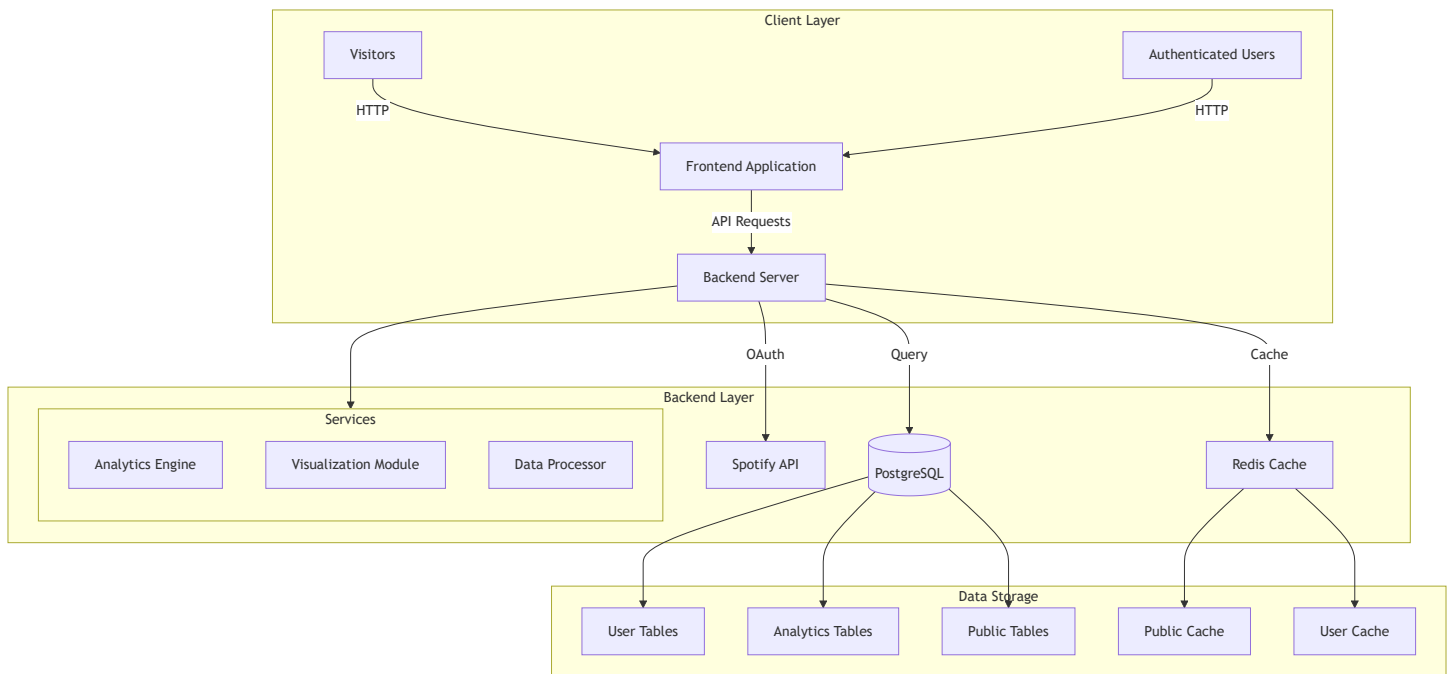 Client Layer
Visitors
Authenticated Users
HTTP
HTTP
Frontend Application
API Requests
Backend Server
OAuth
Query
Cache
Backend Layer
Services
Analytics Engine
Visualization Module
Data Processor
Spotify API
PostgreSQL
Redis Cache
Data Storage
User Tables
Analytics Tables
Public Tables
Public Cache
User Cache